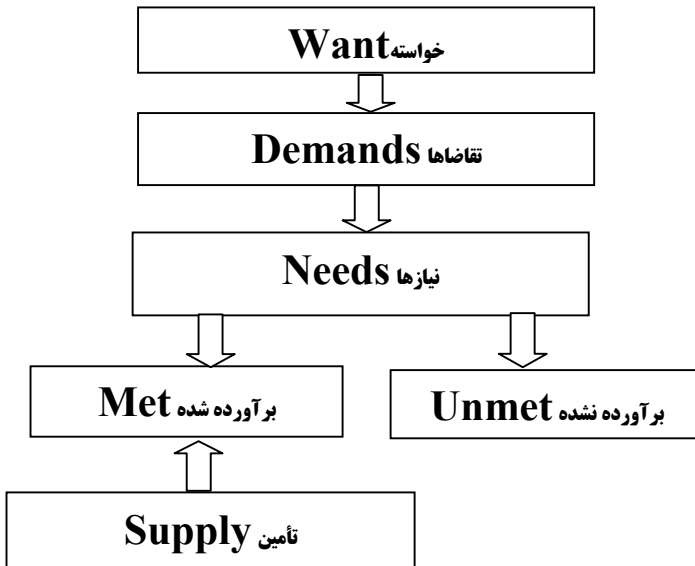 Want خواسته
Demands تقاضاها
Needs نیازها
Met برآورده شده
Unmet برآورده نشده
Supply تأمین